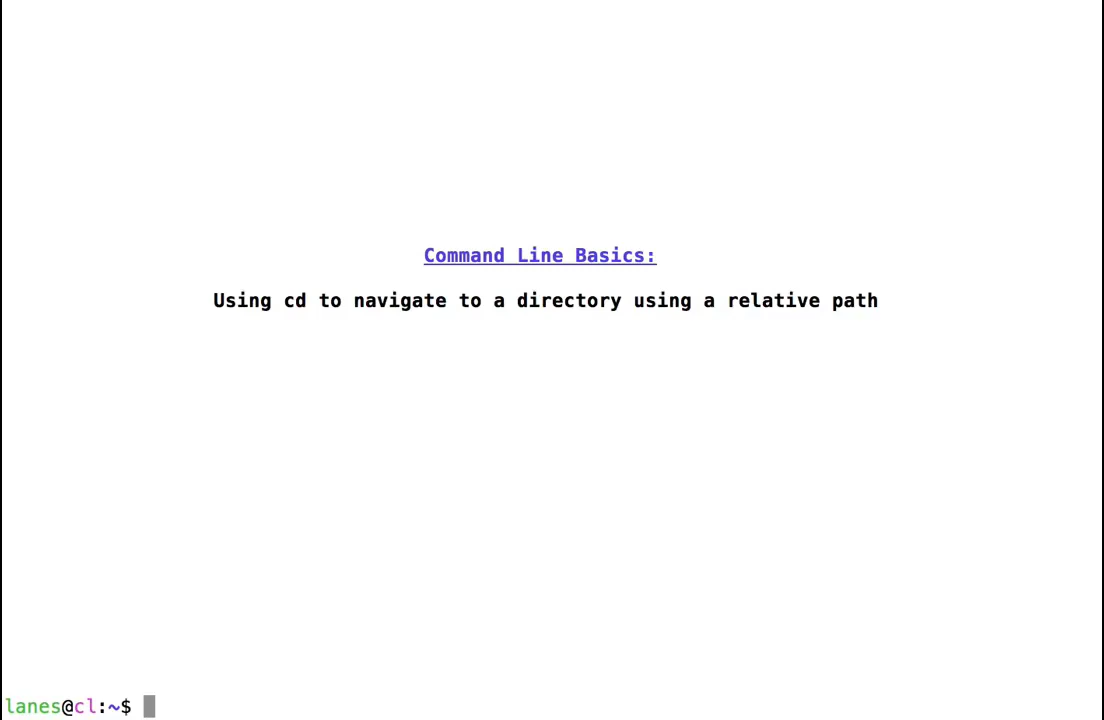 Command Line Basics:
Using cd to navigate to a directory using a relative path
lanes@cl:~$